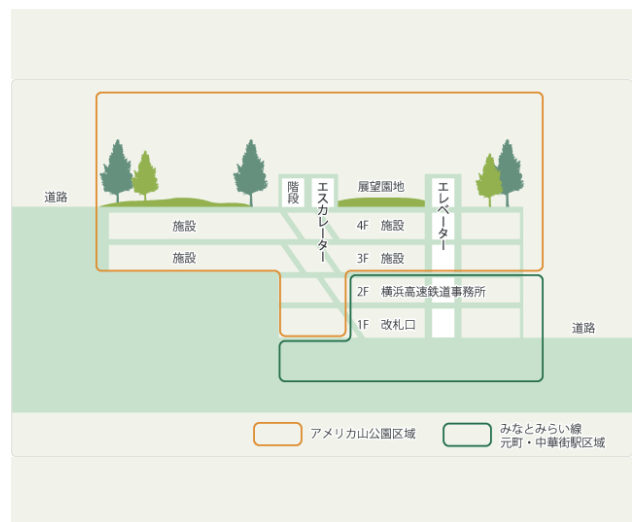 道路
階段
エスカレーター
展望園地
エレベーター
施設
4F 施設
施設
3F 施設
2F 横浜高速鉄道事務所
1F 改札口
道路
アメリカ山公園区域
みなとみらい線
元町・中華街駅区域